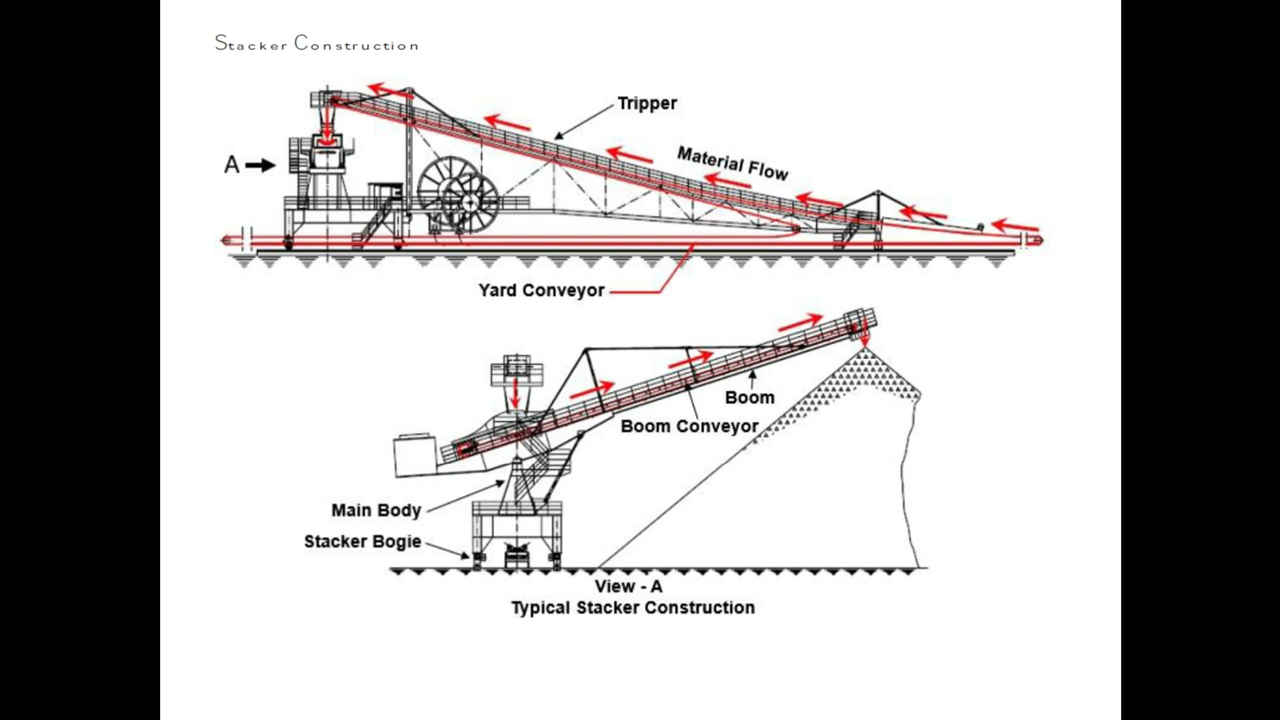 Stacker Construction
Tripper
A
Material Flow
Yard Conveyor
Boom
Boom Conveyor
Main Body
Stacker Bogie
View - A
Typical Stacker Construction